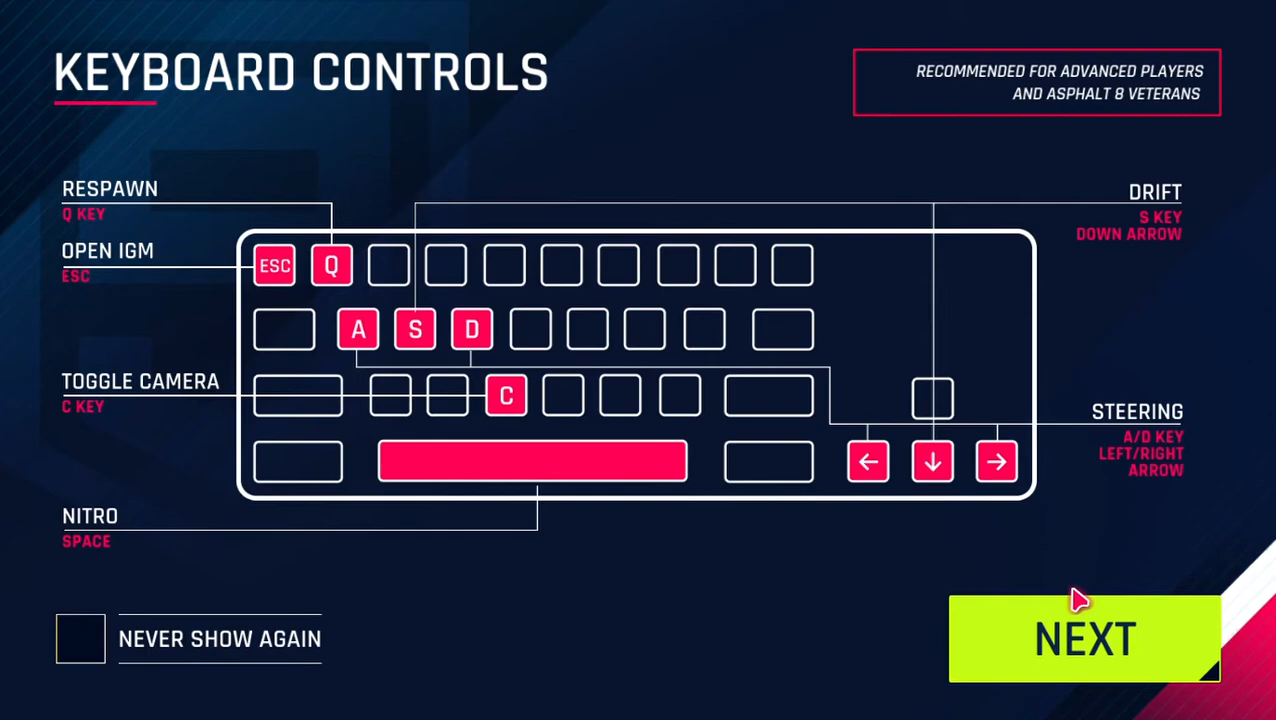 KEYBOARD CONTROLS
RECOMMENDED FOR ADVANCED PLAYERS
AND ASPHALT 8 VETERANS
RESPAWN
Q KEY
OPEN IGM
ESC
TOGGLE CAMERA
C KEY
NITRO
SPACE
ESC Q
A S D
C
← ↓ →
DRIFT
S KEY
DOWN ARROW
STEERING
A/D KEY
LEFT/RIGHT
ARROW
NEVER SHOW AGAIN
NEXT